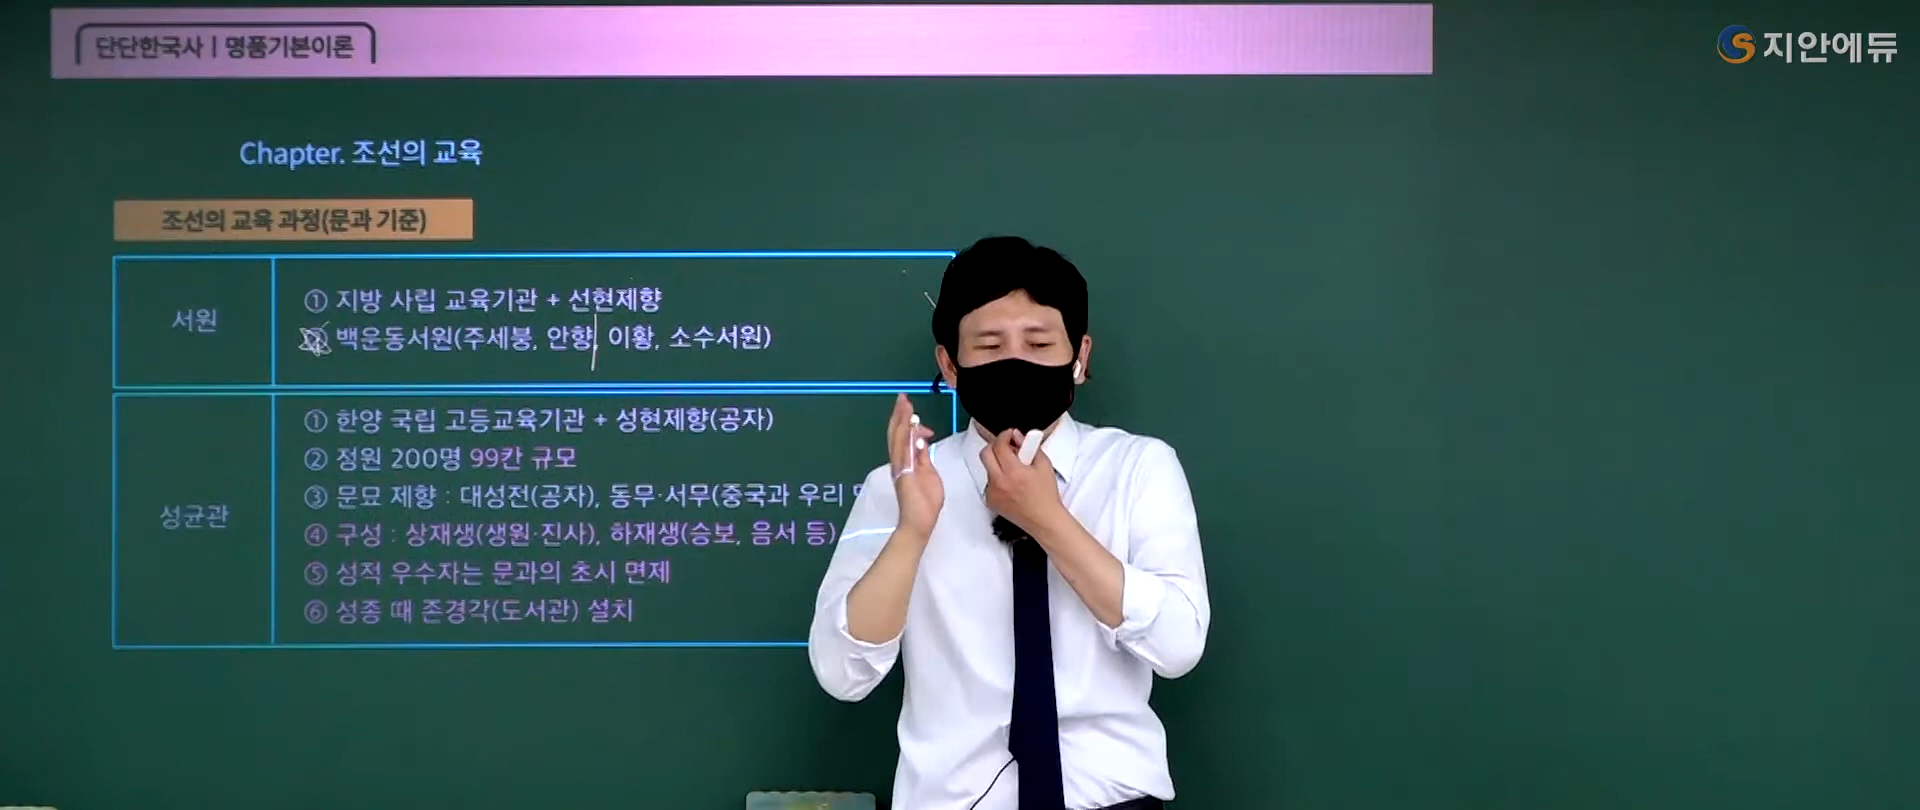 단단한국사 | 명품기본이론
지안에듀
Chapter. 조선의 교육
조선의 교육 과정(문과 기준)
서원
① 지방 사립 교육기관 + 선현제향
② 백운동서원(주세붕, 안향, 이황, 소수서원)
성균관
① 한양 국립 고등교육기관 + 성현제향(공자)
② 정원 200명 99칸 규모
③ 문묘 제향 : 대성전(공자), 동무·서무(중국과 우리
④ 구성 : 상재생(생원·진사), 하재생(승보, 음서 등)
⑤ 성적 우수자는 문과의 초시 면제
⑥ 성종 때 존경각(도서관) 설치